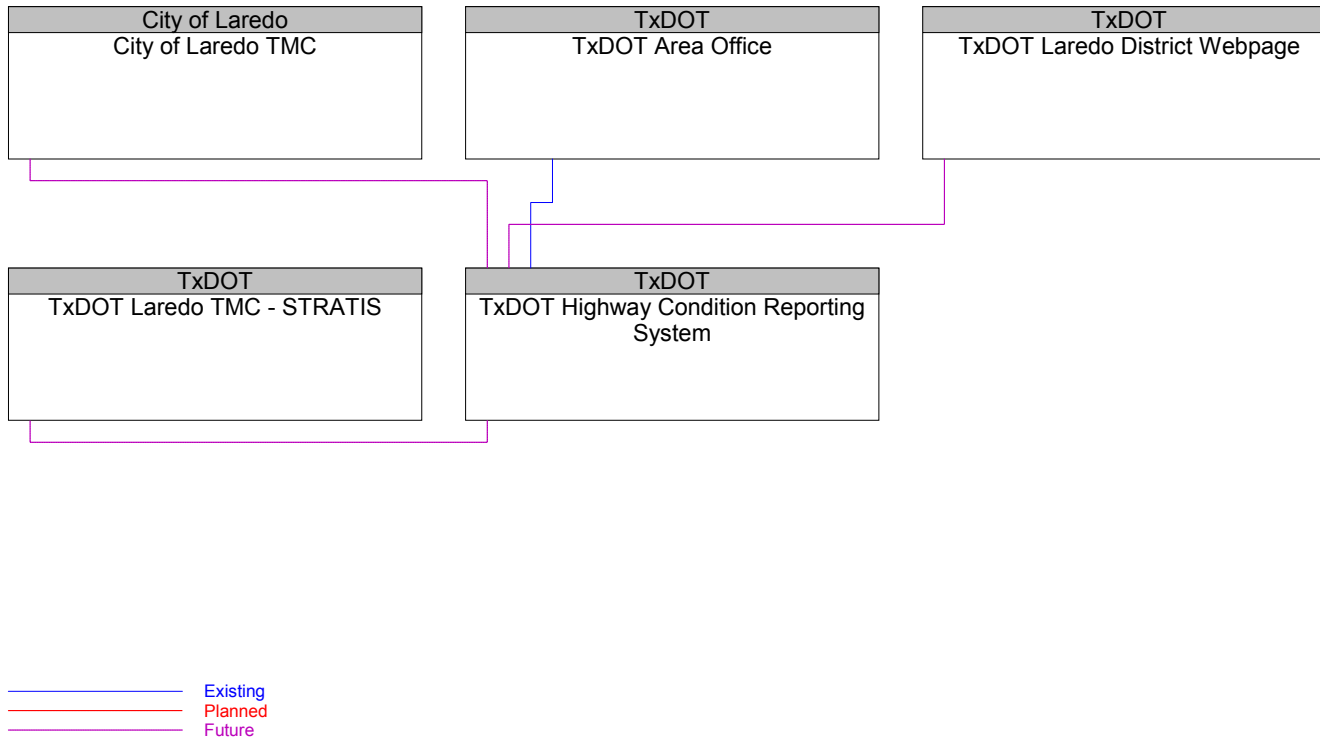 City of Laredo
City of Laredo TMC
TxDOT
TxDOT Area Office
TxDOT
TxDOT Laredo District Webpage
TxDOT
TxDOT Laredo TMC - STRATIS
TxDOT
TxDOT Highway Condition Reporting
System
Existing
Planned
Future